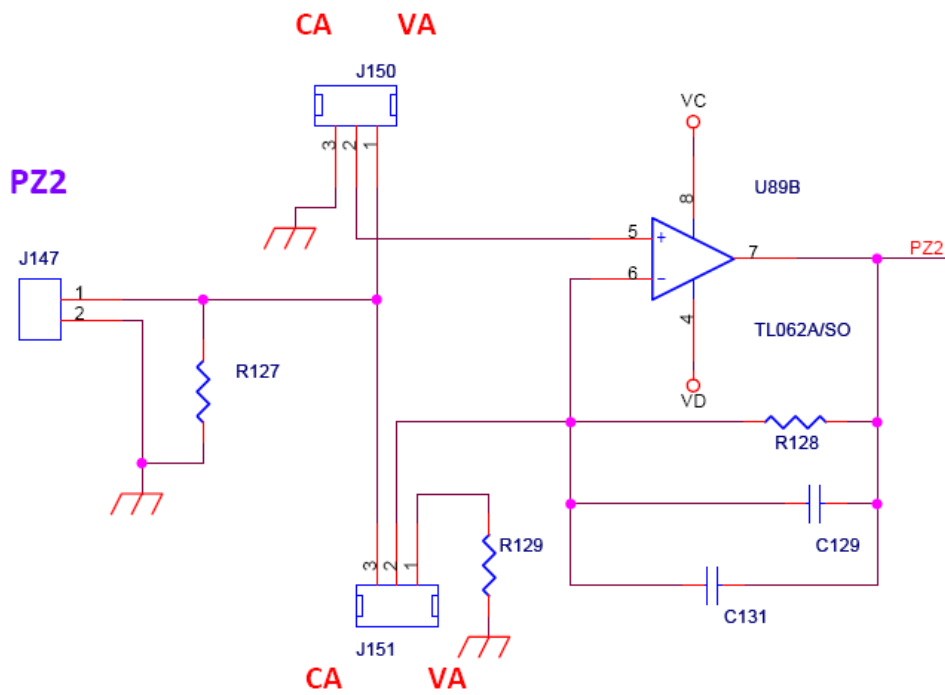 CA VA
J150
3 2 1
VC
PZ2
8
U89B
5 +
7
PZ2
J147
6 −
1
2
4
TL062A/SO
R127
VD
R128
R129
C129
3 2 1
C131
J151
CA VA